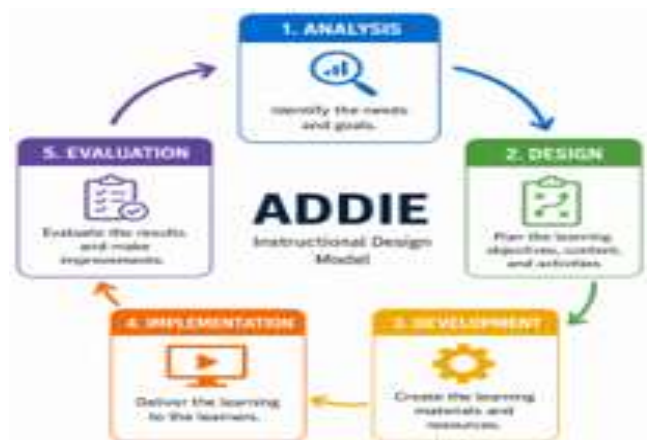 1. ANALYSIS
Identify the needs
and goals.
2. DESIGN
Plan the learning
objectives, content,
and activities
3. DEVELOPMENT
Create the learning
materials and
resources.
4. IMPLEMENTATION
Deliver the learning
to the learners.
5. EVALUATION
Evaluate the results
and make
improvements.
ADDIE
Instructional Design
Model